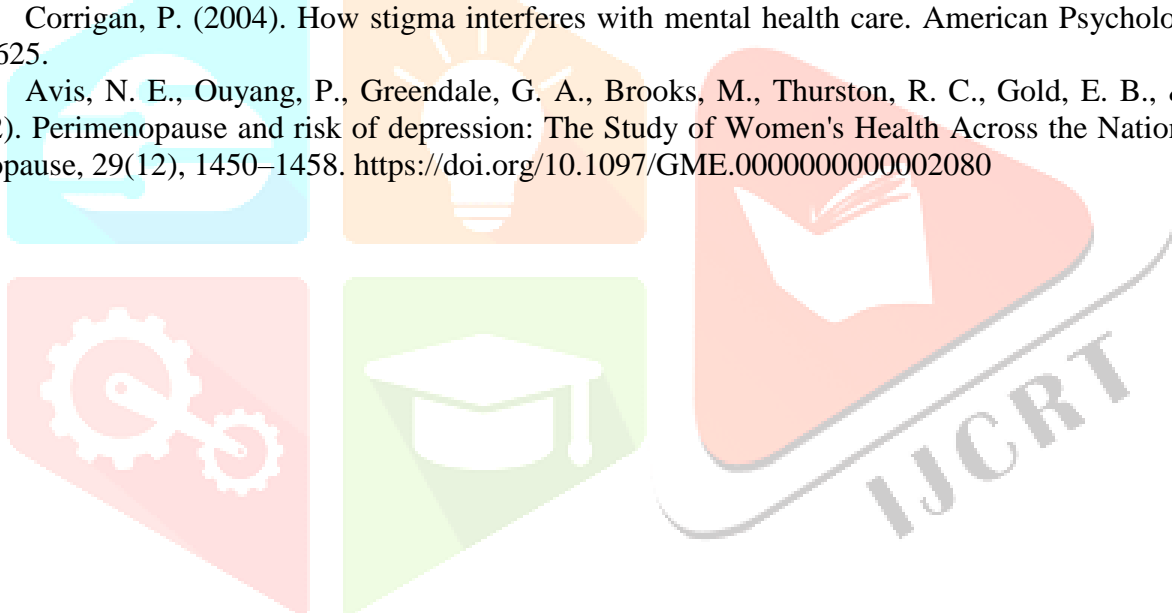 Corrigan, P. (2004). How stigma interferes with mental health care. American Psycholo
625.
Avis, N. E., Ouyang, P., Greendale, G. A., Brooks, M., Thurston, R. C., Gold, E. B., &
2). Perimenopause and risk of depression: The Study of Women's Health Across the Nation
opause, 29(12), 1450–1458. https://doi.org/10.1097/GME.0000000000002080
IJCRT